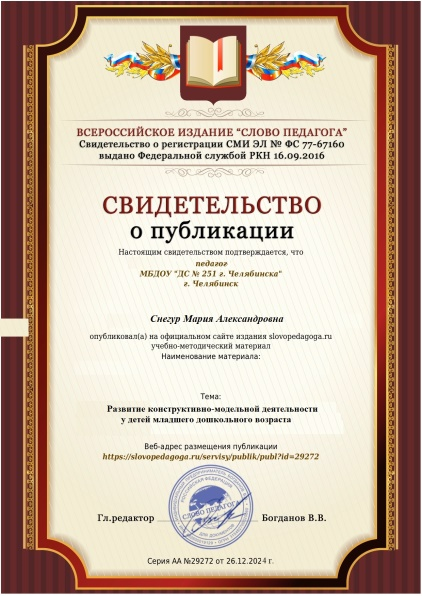 ВСЕРОССИЙСКОЕ ИЗДАНИЕ "СЛОВО ПЕДАГОГА"
Свидетельство о регистрации СМИ ЭЛ № ФС 77-67160
выдано Федеральной службой РКН 16.09.2016
СВИДЕТЕЛЬСТВО
о публикации
Настоящим свидетельством подтверждается, что
педагог
МБДОУ "ДС № 251 г. Челябинска"
г. Челябинск
Снегур Мария Александровна
опубликовал(а) на официальном сайте издания slovopedagoga.ru
учебно-методический материал
Наименование материала:
Тема:
Развитие конструктивно-модельной деятельности
у детей младшего дошкольного возраста
Веб-адрес размещения публикации
https://slovopedagoga.ru/servisy/publik/publ?id=29272
СЛОВО ПЕДАГОГА
Гл.редактор
Богданов В.В.
Серия АА №29272 от 26.12.2024 г.